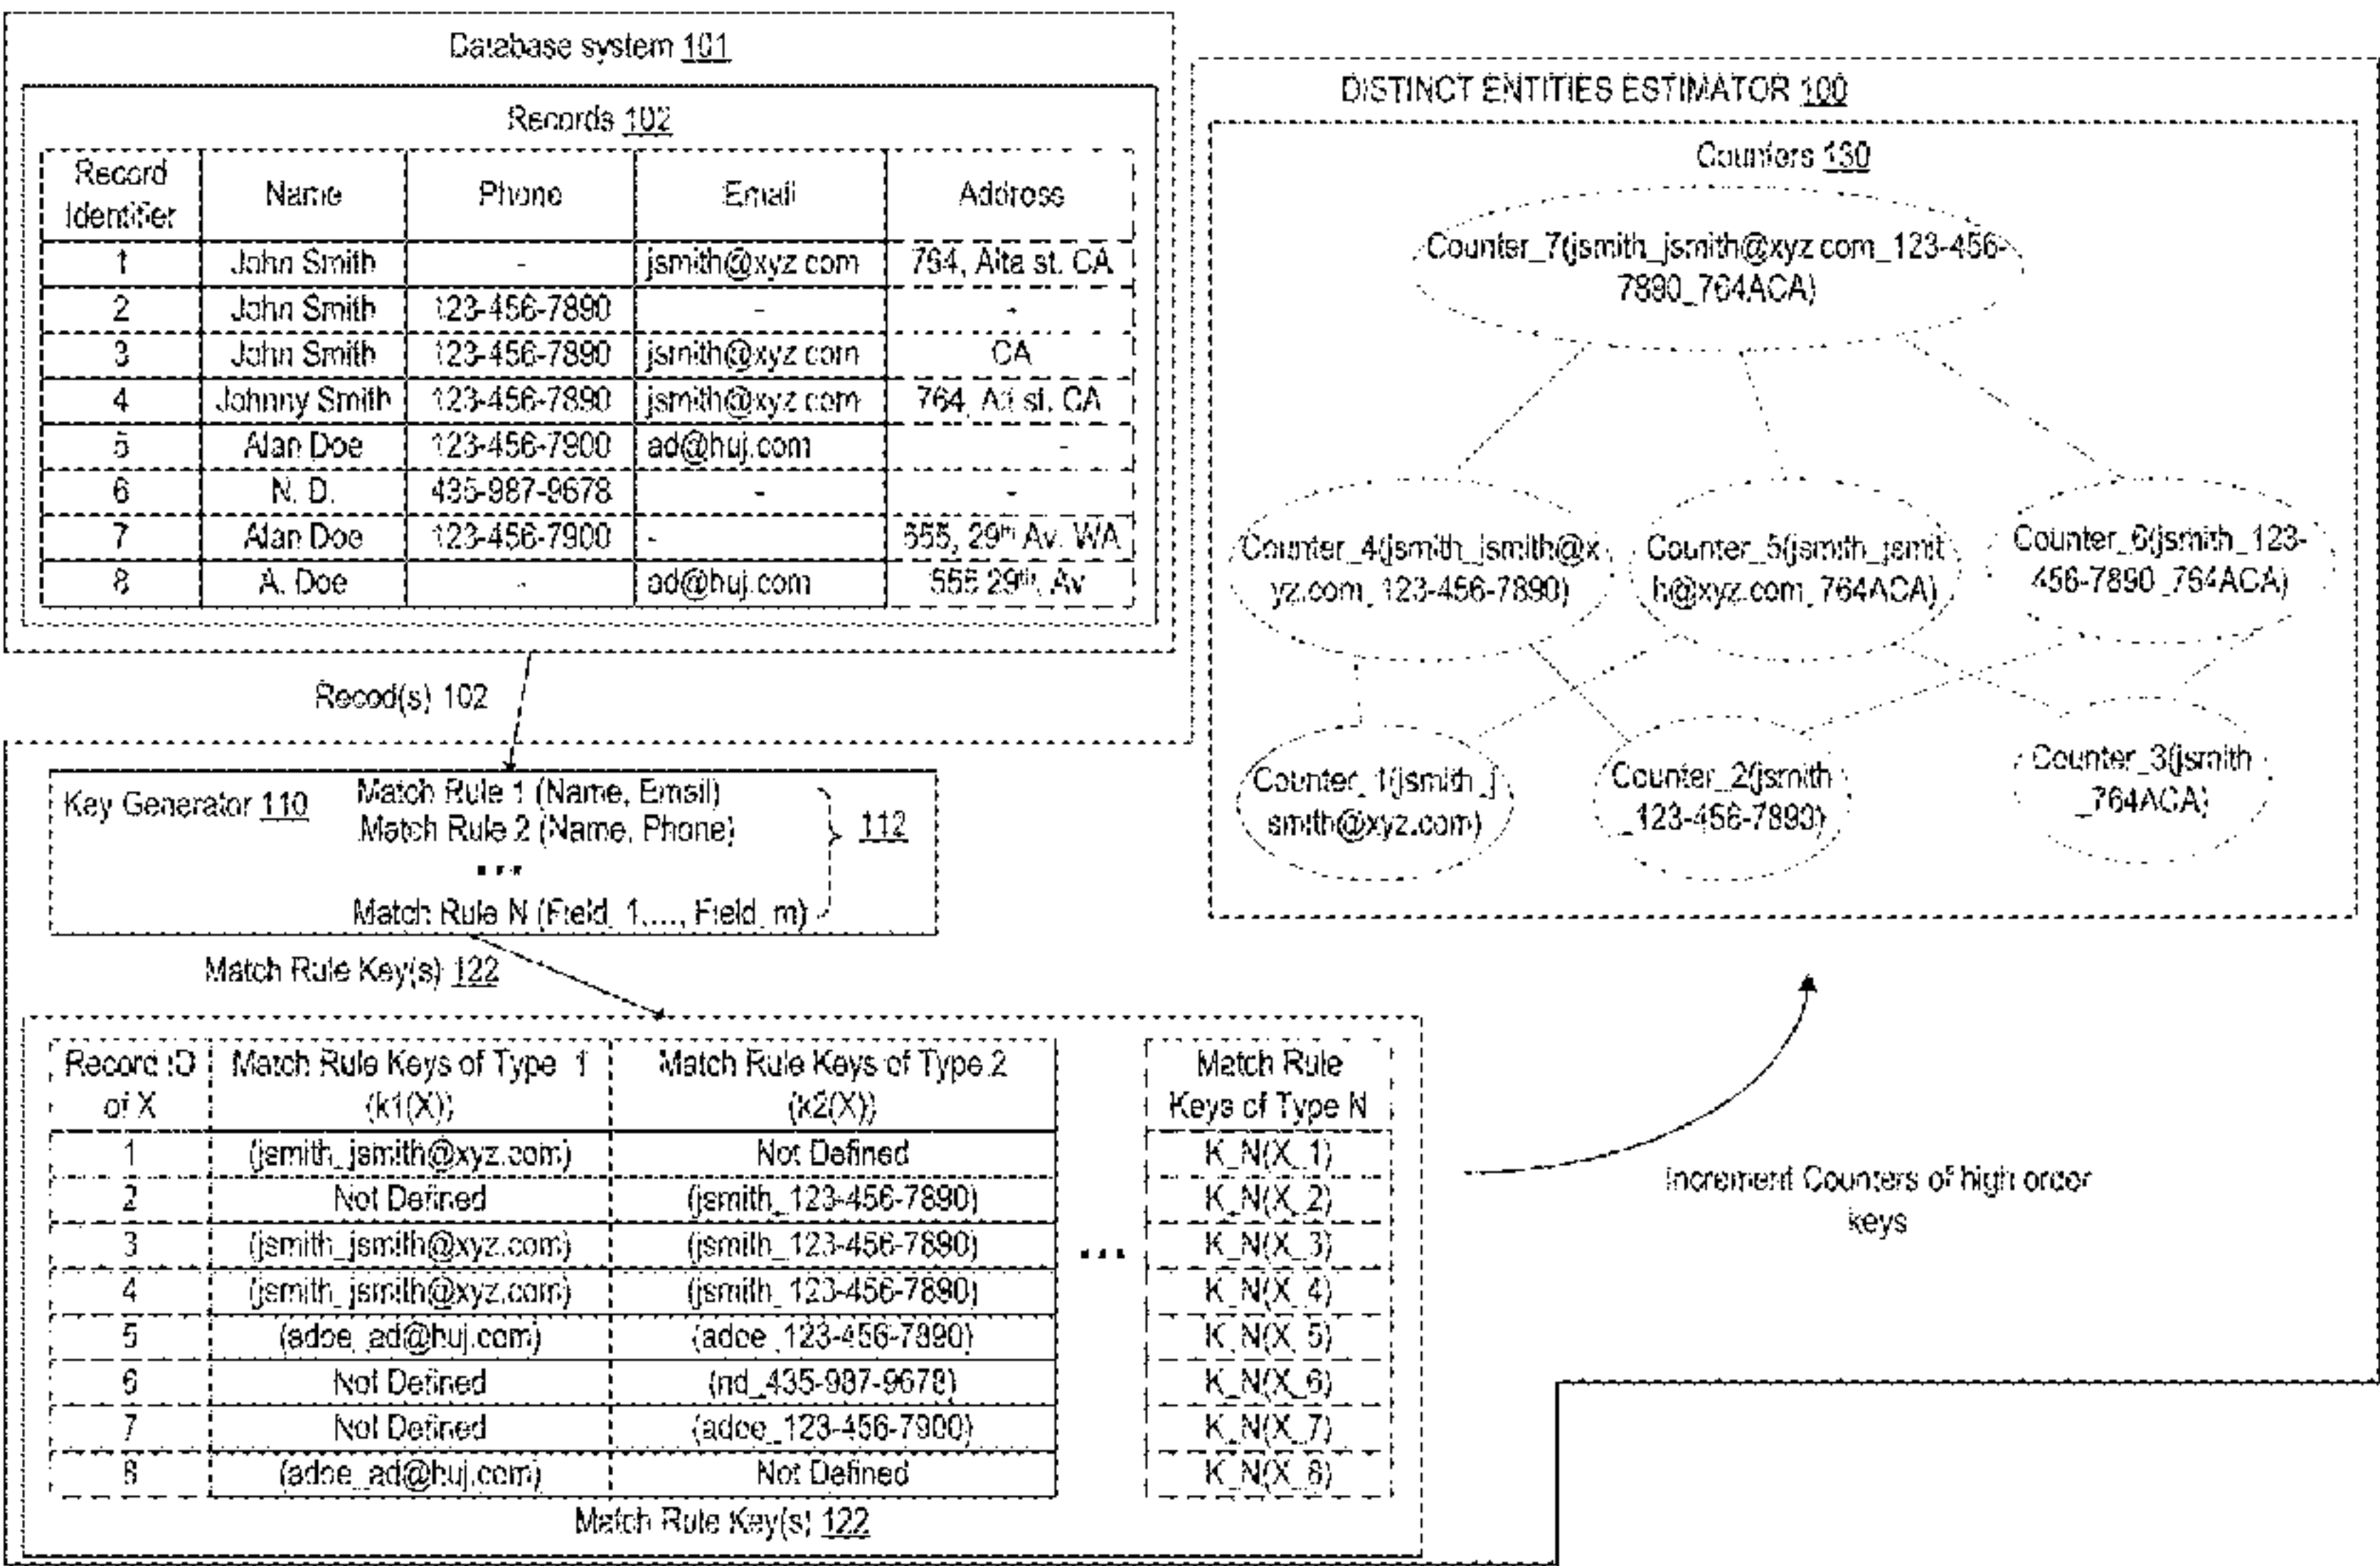 Database system 101
Records 102
Record Identifier Name Phone Email Address
1 John Smith - jsmith@xyz.com 764, Alta st. CA
2 John Smith 123-456-7890 - -
3 John Smith 123-456-7890 jsmith@xyz.com CA
4 Johnny Smith 123-456-7890 jsmith@xyz.com 764, Alt st. CA
5 Alan Doe 123-456-7900 ad@huj.com -
6 N. D. 435-987-9678 - -
7 Alan Doe 123-456-7900 - 555, 29th Av. WA
8 A. Doe - ad@huj.com 555 29th, Av
Recod(s) 102
Key Generator 110
Match Rule 1 (Name, Email)
Match Rule 2 (Name, Phone)
...
Match Rule N (Field_1,..., Field_m)
112
Match Rule Key(s) 122
Record ID of X Match Rule Keys of Type 1 (k1(X)) Match Rule Keys of Type 2 (k2(X)) Match Rule Keys of Type N
1 (jsmith_jsmith@xyz.com) Not Defined K_N(X_1)
2 Not Defined (jsmith_123-456-7890) K_N(X_2)
3 (jsmith_jsmith@xyz.com) (jsmith_123-456-7890) ... K_N(X_3)
4 (jsmith_jsmith@xyz.com) (jsmith_123-456-7890) K_N(X_4)
5 (adoe_ad@huj.com) (adoe_123-456-7890) K_N(X_5)
6 Not Defined (nd_435-987-9678) K_N(X_6)
7 Not Defined (adoe_123-456-7900) K_N(X_7)
8 (adoe_ad@huj.com) Not Defined K_N(X_8)
Match Rule Key(s) 122
DISTINCT ENTITIES ESTIMATOR 100
Counters 130
Counter_7(jsmith_jsmith@xyz.com_123-456-
7890_764ACA)
Counter_4(jsmith_jsmith@x
yz.com_123-456-7890)
Counter_5(jsmith_jsmit
h@xyz.com_764ACA)
Counter_6(jsmith_123-
456-7890_764ACA)
Counter_1(jsmith_j
smith@xyz.com)
Counter_2(jsmith
_123-456-7890)
Counter_3(jsmith
_764ACA)
Increment Counters of high order
keys